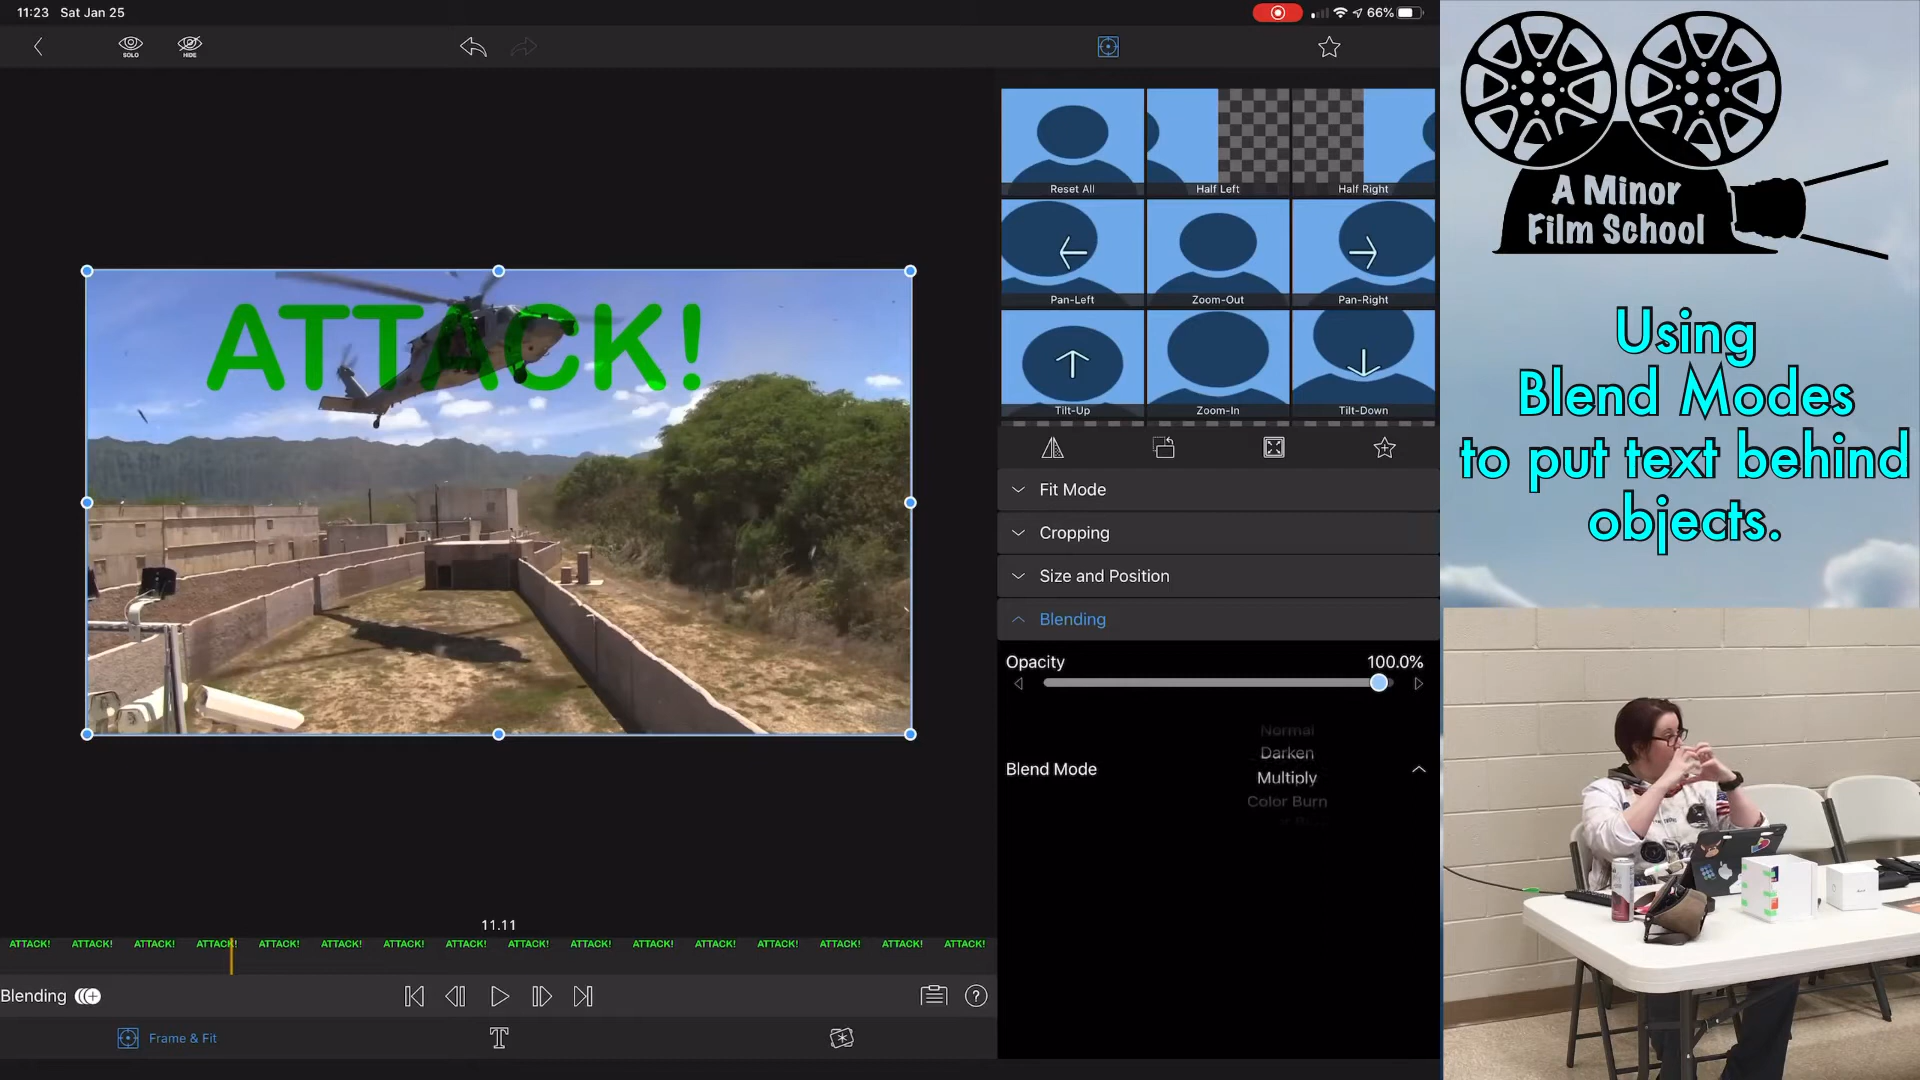 11:23 Sat Jan 25
66%
SOLO
HIDE
ATTACK!
Reset All
Half Left
Half Right
Pan-Left
Zoom-Out
Pan-Right
Tilt-Up
Zoom-In
Tilt-Down
Fit Mode
Cropping
Size and Position
Blending
Opacity
100.0%
Normal
Darken
Blend Mode
Multiply
Color Burn
11.11
ATTACK! ATTACK! ATTACK! ATTACK! ATTACK! ATTACK! ATTACK! ATTACK! ATTACK! ATTACK! ATTACK! ATTACK! ATTACK! ATTACK! ATTACK! ATTACK!
Blending
?
Frame & Fit
T
A Minor
Film School
Using
Blend Modes
to put text behind
objects.